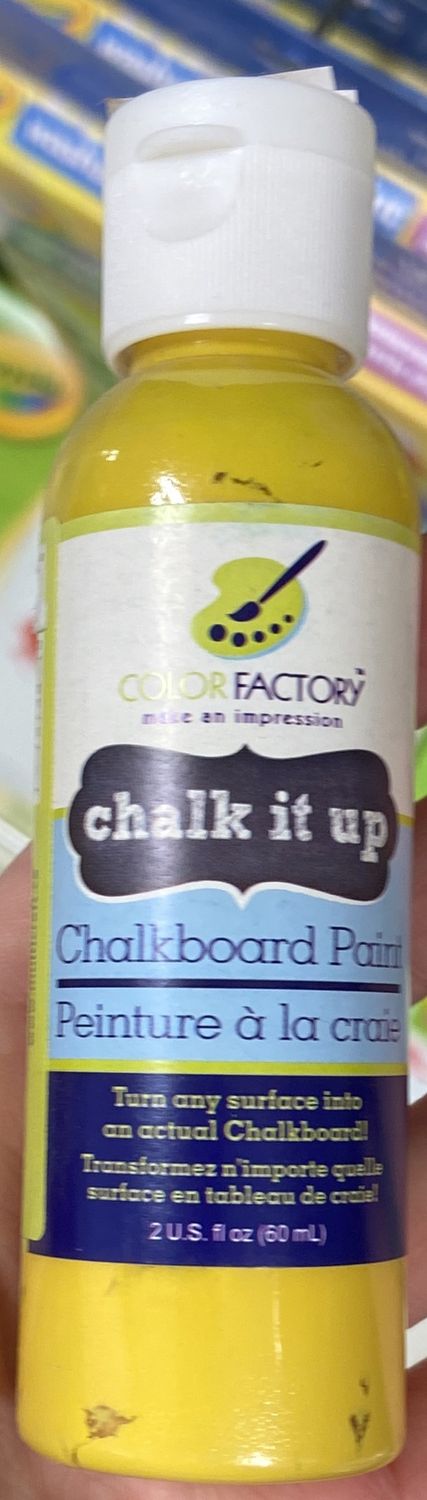 COLOR FACTORY™
make an impression
chalk it up
Chalkboard Paint
Peinture à la craie
Turn any surface into
an actual Chalkboard!
Transformez n'importe quelle
surface en tableau de craie!
2 U.S. fl oz (60 mL)